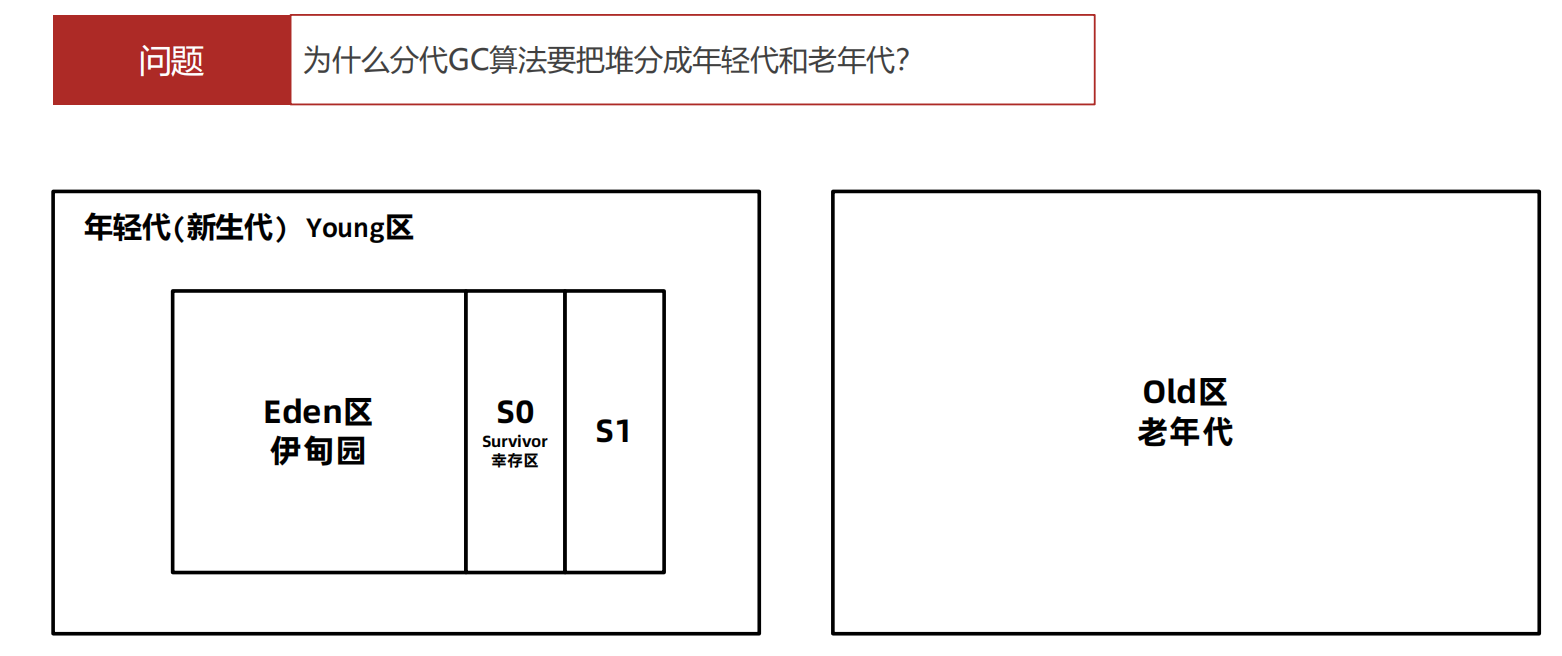 问题
为什么分代GC算法要把堆分成年轻代和老年代?
年轻代(新生代) Young区
Eden区
伊甸园
S0
Survivor
幸存区
S1
Old区
老年代